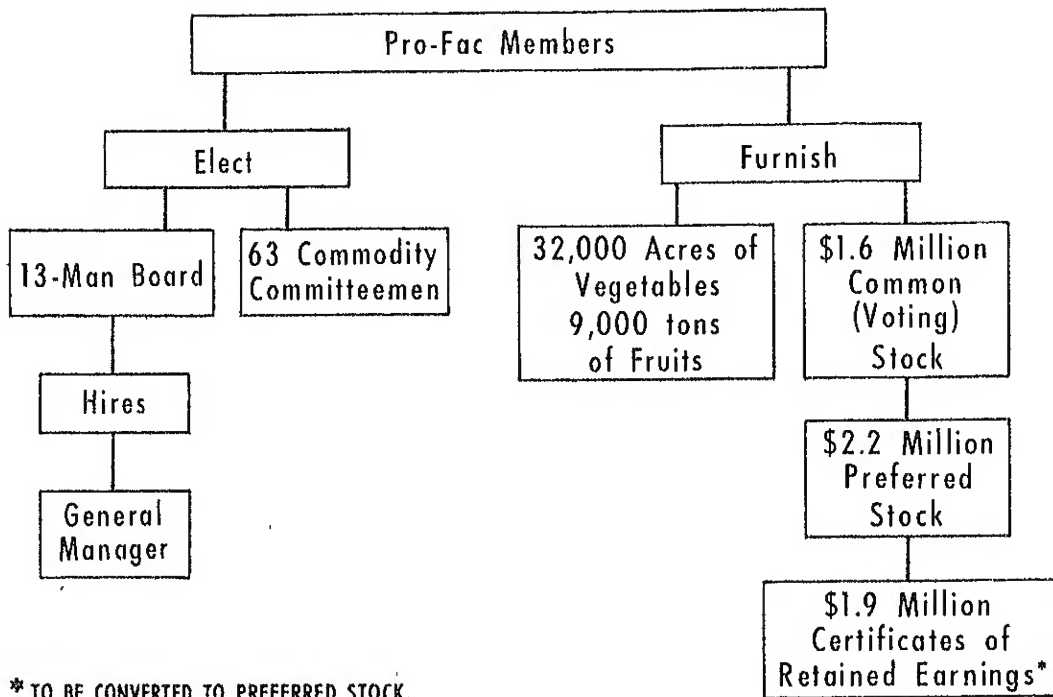 Pro-Fac Members
Elect
Furnish
13-Man Board
63 Commodity
Committeemen
32,000 Acres of
Vegetables
9,000 tons
of Fruits
$1.6 Million
Common
(Voting)
Stock
Hires
$2.2 Million
Preferred
Stock
General
Manager
$1.9 Million
Certificates of
Retained Earnings*
* TO BE CONVERTED TO PREFERRED STOCK.